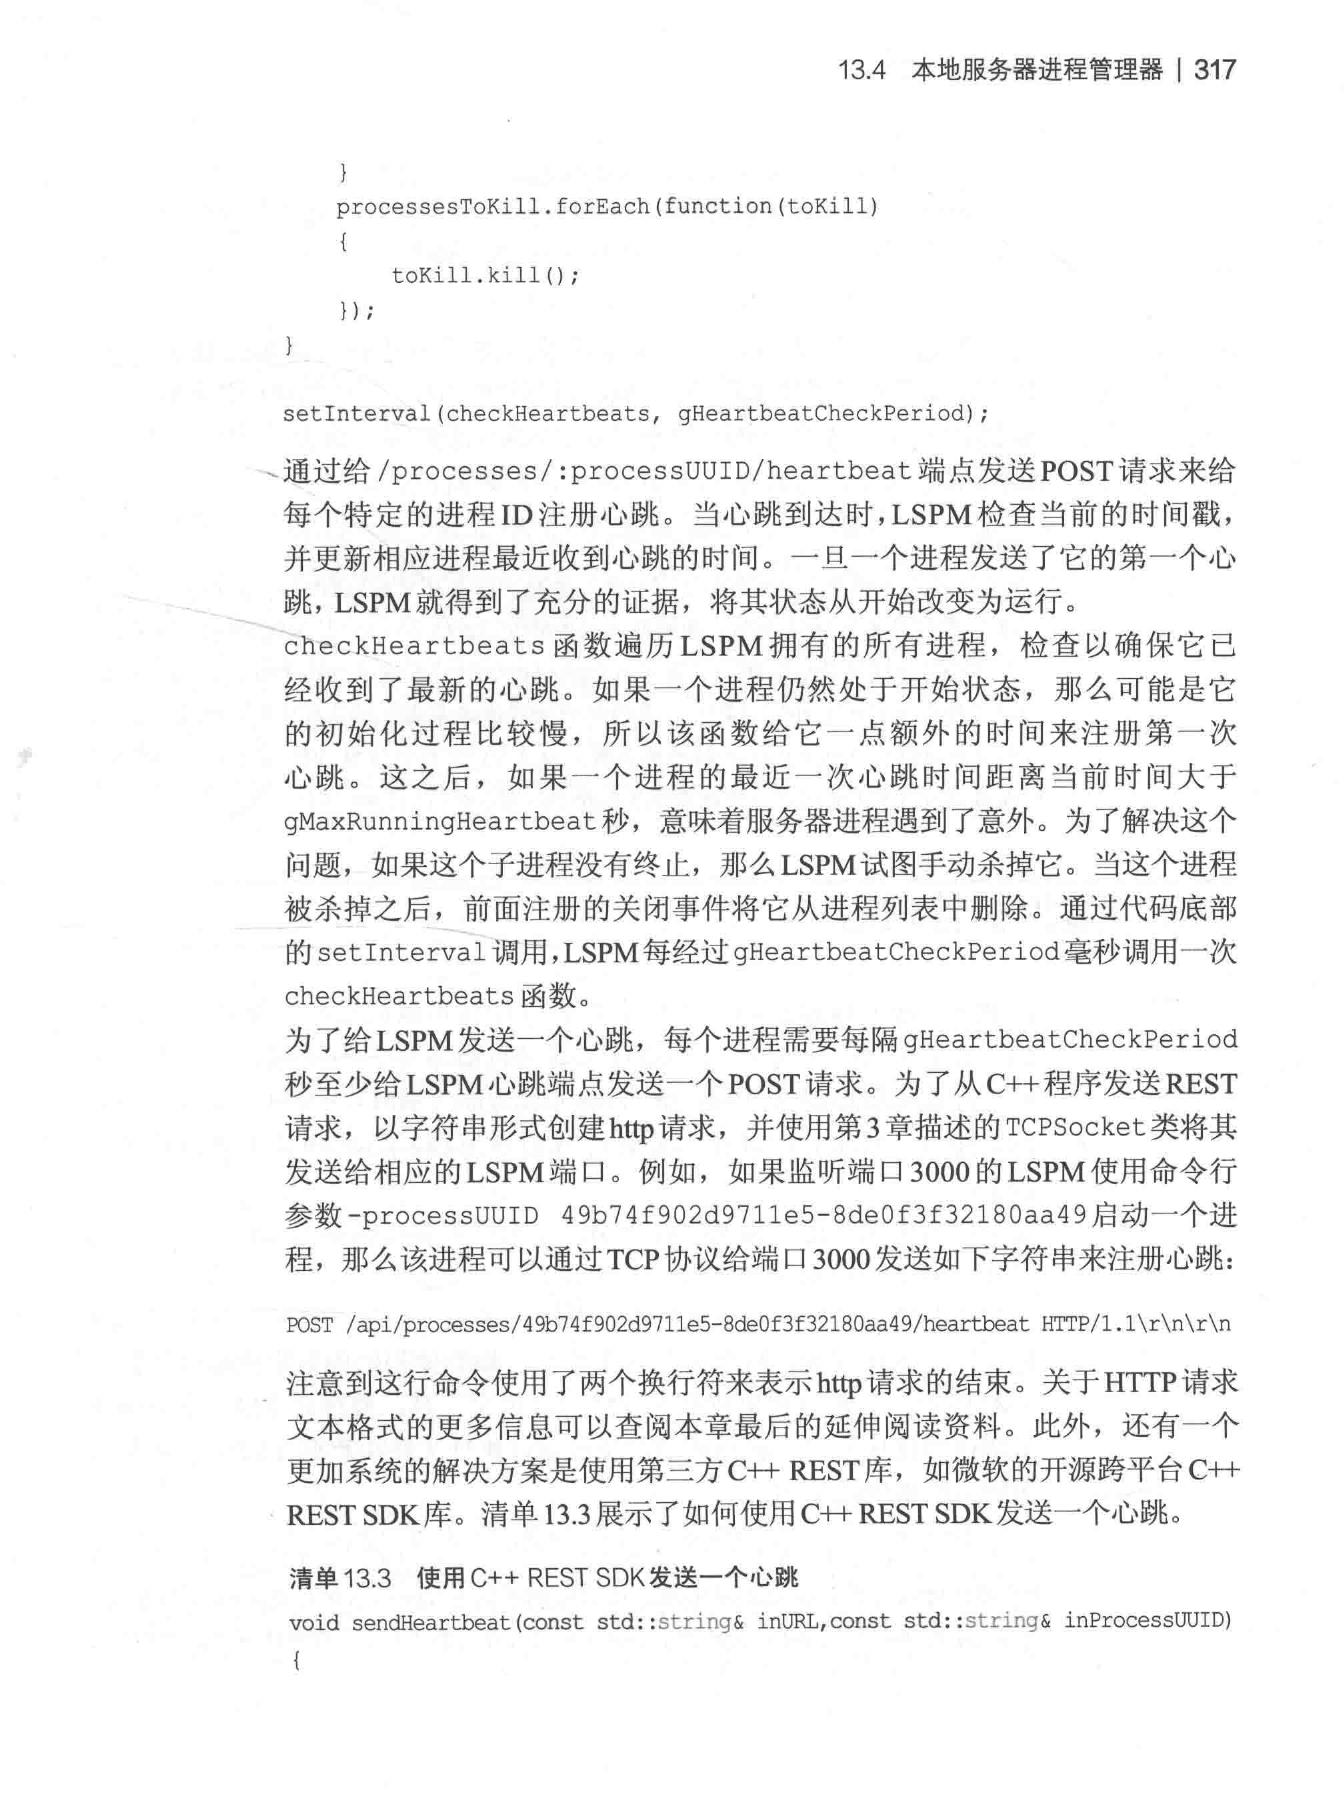 13.4 本地服务器进程管理器 | 317
}
processesToKill.forEach(function(toKill)
{
toKill.kill();
});
}
setInterval(checkHeartbeats, gHeartbeatCheckPeriod);
通过给 /processes/:processUUID/heartbeat 端点发送POST请求来给
每个特定的进程ID注册心跳。当心跳到达时，LSPM检查当前的时间戳，
并更新相应进程最近收到心跳的时间。一旦一个进程发送了它的第一个心
跳，LSPM就得到了充分的证据，将其状态从开始改变为运行。
checkHeartbeats 函数遍历LSPM拥有的所有进程，检查以确保它已
经收到了最新的心跳。如果一个进程仍然处于开始状态，那么可能是它
的初始化过程比较慢，所以该函数给它一点额外的时间来注册第一次
心跳。这之后，如果一个进程的最近一次心跳时间距离当前时间大于
gMaxRunningHeartbeat秒，意味着服务器进程遇到了意外。为了解决这个
问题，如果这个子进程没有终止，那么LSPM试图手动杀掉它。当这个进程
被杀掉之后，前面注册的关闭事件将它从进程列表中删除。通过代码底部
的setInterval调用，LSPM每经过gHeartbeatCheckPeriod毫秒调用一次
checkHeartbeats函数。
为了给LSPM发送一个心跳，每个进程需要每隔gHeartbeatCheckPeriod
秒至少给LSPM心跳端点发送一个POST请求。为了从C++程序发送REST
请求，以字符串形式创建http请求，并使用第3章描述的TCPSocket类将其
发送给相应的LSPM端口。例如，如果监听端口3000的LSPM使用命令行
参数-processUUID 49b74f902d9711e5-8de0f3f32180aa49启动一个进
程，那么该进程可以通过TCP协议给端口3000发送如下字符串来注册心跳：
POST /api/processes/49b74f902d9711e5-8de0f3f32180aa49/heartbeat HTTP/1.1\r\n\r\n
注意到这行命令使用了两个换行符来表示http请求的结束。关于HTTP请求
文本格式的更多信息可以查阅本章最后的延伸阅读资料。此外，还有一个
更加系统的解决方案是使用第三方C++ REST库，如微软的开源跨平台C++
REST SDK库。清单13.3展示了如何使用C++ REST SDK发送一个心跳。
清单13.3 使用C++ REST SDK发送一个心跳
void sendHeartbeat(const std::string& inURL,const std::string& inProcessUUID)
{